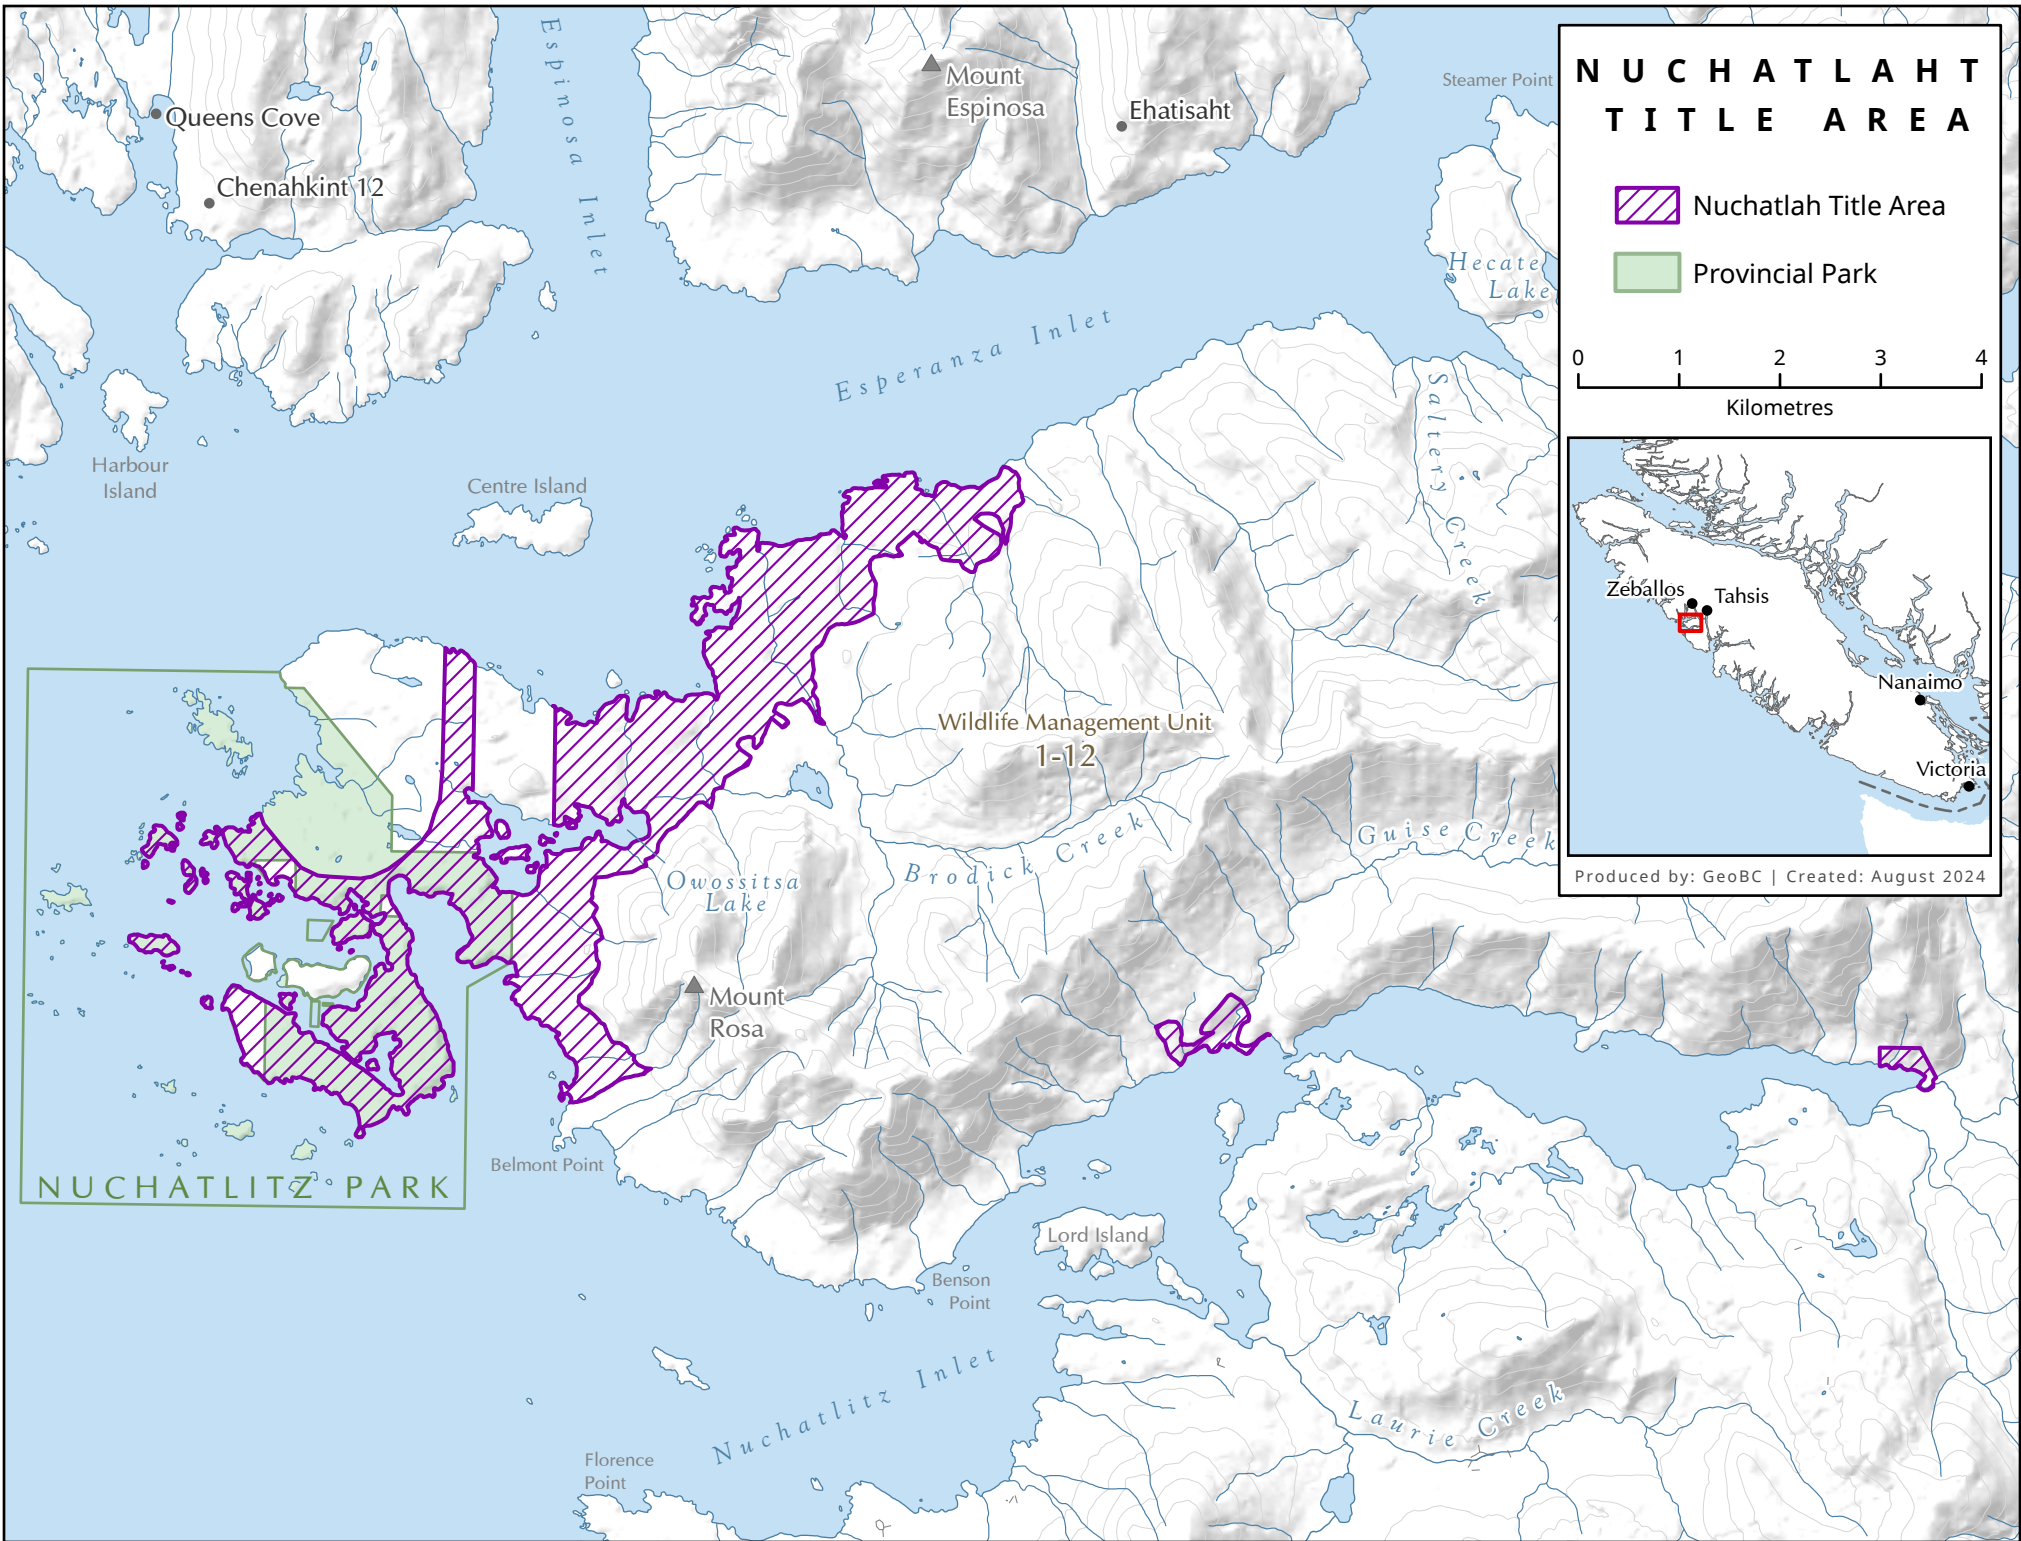 NUCHATLAHT
TITLE AREA
Nuchatlah Title Area
Provincial Park
0 1 2 3 4
Kilometres
Zeballos
Tahsis
Nanaimo
Victoria
Produced by: GeoBC | Created: August 2024
Espinosa Inlet
Mount
Espinosa
Steamer Point
Queens Cove
Ehatisaht
Chenahkint 12
Hecate
Lake
Esperanza Inlet
Saltery Creek
Harbour
Island
Centre Island
Wildlife Management Unit
1-12
Brodick Creek
Guise Creek
Owossitsa
Lake
Mount
Rosa
Belmont Point
NUCHATLITZ PARK
Lord Island
Benson
Point
Nuchatlitz Inlet
Laurie Creek
Florence
Point